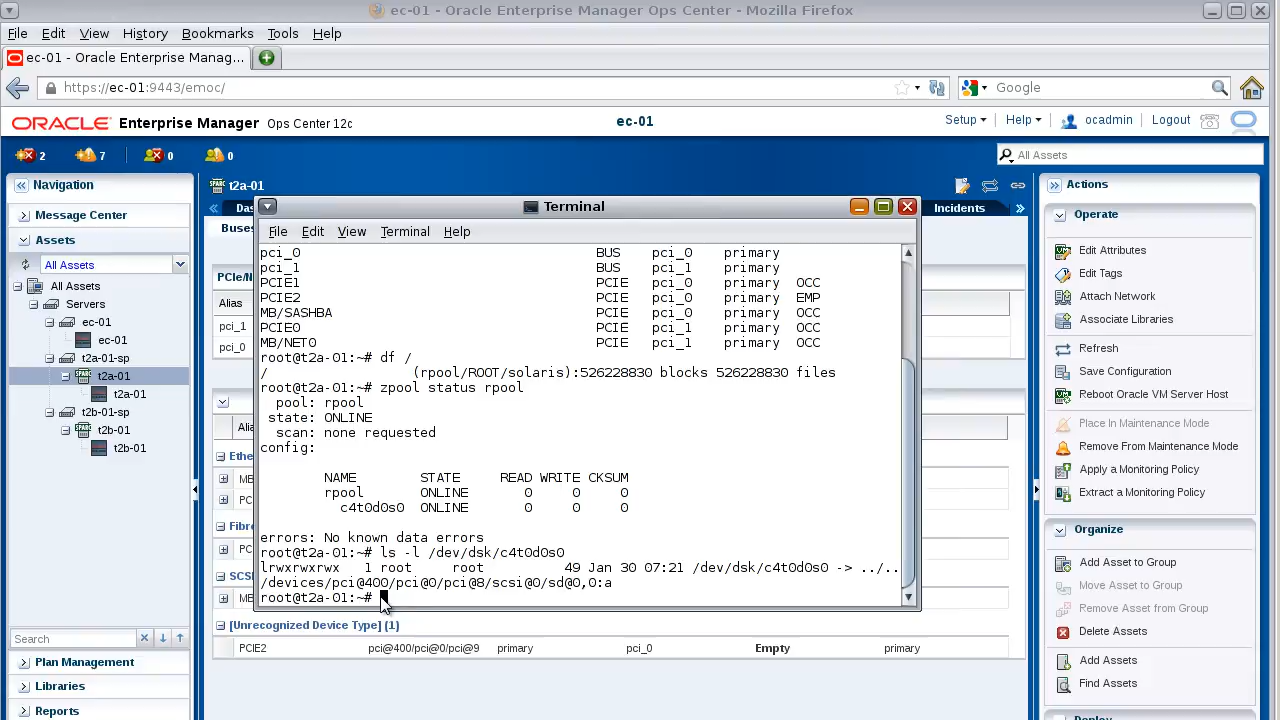 ec-01 - Oracle Enterprise Manager Ops Center - Mozilla Firefox
File Edit View History Bookmarks Tools Help
ec-01 - Oracle Enterprise Manag...
https://ec-01:9443/emoc/
Google
ORACLE Enterprise Manager Ops Center 12c
ec-01
Setup Help ocadmin Logout
2 7 0 0
All Assets
Navigation
Message Center
Assets
All Assets
All Assets
Servers
ec-01
ec-01
t2a-01-sp
t2a-01
t2a-01
t2b-01-sp
t2b-01
t2b-01
Search
Plan Management
Libraries
Reports
t2a-01
Das
Incidents
Buses
PCIe/N
Alias
pci_1
pci_0
Alia
Ethe
MB
PC
Fibre
PC
SCS
MB
[Unrecognized Device Type] (1)
PCIE2 pci@400/pci@0/pci@9 primary pci_0 Empty primary
Terminal
File Edit View Terminal Help
pci_0 BUS pci_0 primary
pci_1 BUS pci_0 primary
PCIE1 PCIE pci_0 primary OCC
PCIE2 PCIE pci_0 primary EMP
MB/SASHBA PCIE pci_0 primary OCC
PCIE0 PCIE pci_1 primary OCC
MB/NET0 PCIE pci_1 primary OCC
root@t2a-01:~# df /
/ (rpool/ROOT/solaris):526228830 blocks 526228830 files
root@t2a-01:~# zpool status rpool
pool: rpool
state: ONLINE
scan: none requested
config:
NAME STATE READ WRITE CKSUM
rpool ONLINE 0 0 0
c4t0d0s0 ONLINE 0 0 0
errors: No known data errors
root@t2a-01:~# ls -l /dev/dsk/c4t0d0s0
lrwxrwxrwx 1 root root 49 Jan 30 07:21 /dev/dsk/c4t0d0s0 -> ../..
/devices/pci@400/pci@0/pci@8/scsi@0/sd@0,0:a
root@t2a-01:~#
Actions
Operate
Edit Attributes
Edit Tags
Attach Network
Associate Libraries
Refresh
Save Configuration
Reboot Oracle VM Server Host
Place In Maintenance Mode
Remove From Maintenance Mode
Apply a Monitoring Policy
Extract a Monitoring Policy
Organize
Add Asset to Group
Move Asset to Group
Remove Asset from Group
Delete Assets
Add Assets
Find Assets